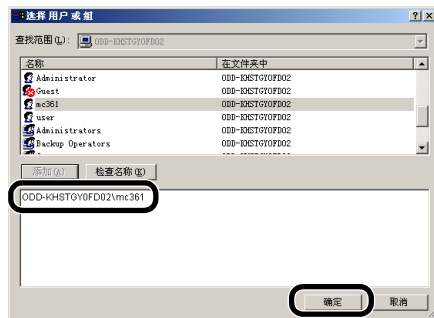 选择 用户 或 组
查找范围(L): ODD-KHSTGYOFD02
名称 在文件夹中
Administrator ODD-KHSTGYOFD02
Guest ODD-KHSTGYOFD02
mc361 ODD-KHSTGYOFD02
user ODD-KHSTGYOFD02
Administrators ODD-KHSTGYOFD02
Backup Operators ODD-KHSTGYOFD02
添加(A) 检查名称(K)
ODD-KHSTGY0FD02\mc361
确定 取消